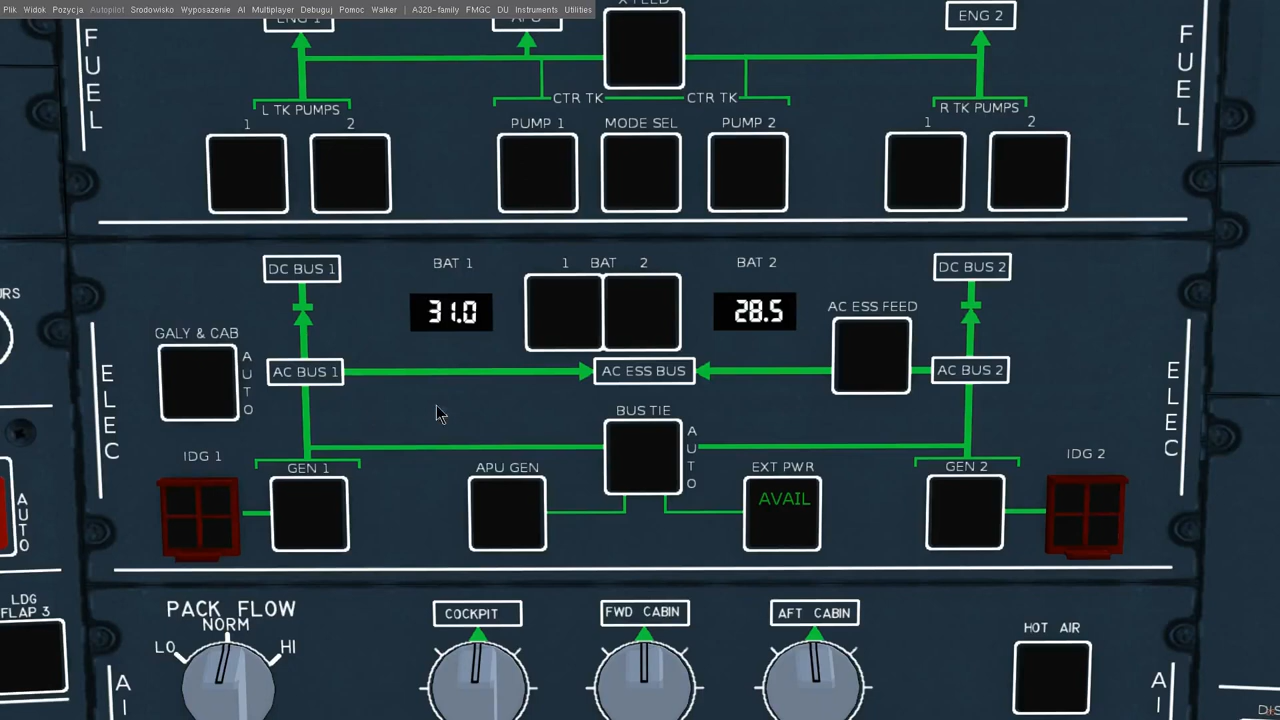 Plik Widok Pozycja Autopilot Środowisko Wyposażenie AI Multiplayer Debuguj Pomoc Walker | A320-family FMGC DU Instruments Utilities
ENG 1 APU X FEED ENG 2
FUEL
FUEL
L TK PUMPS
1 2
CTR TK CTR TK
PUMP 1 MODE SEL PUMP 2
R TK PUMPS
1 2
DC BUS 1 BAT 1 1 BAT 2 BAT 2 DC BUS 2
31.0 28.5
AC ESS FEED
GALY & CAB
AUTO
AC BUS 1 AC ESS BUS AC BUS 2
ELEC
ELEC
BUS TIE
AUTO
IDG 1 GEN 1 APU GEN EXT PWR GEN 2 IDG 2
AVAIL
AUTO
LDG
FLAP 3
PACK FLOW
LO NORM HI
COCKPIT FWD CABIN AFT CABIN
HOT AIR
AI
AI